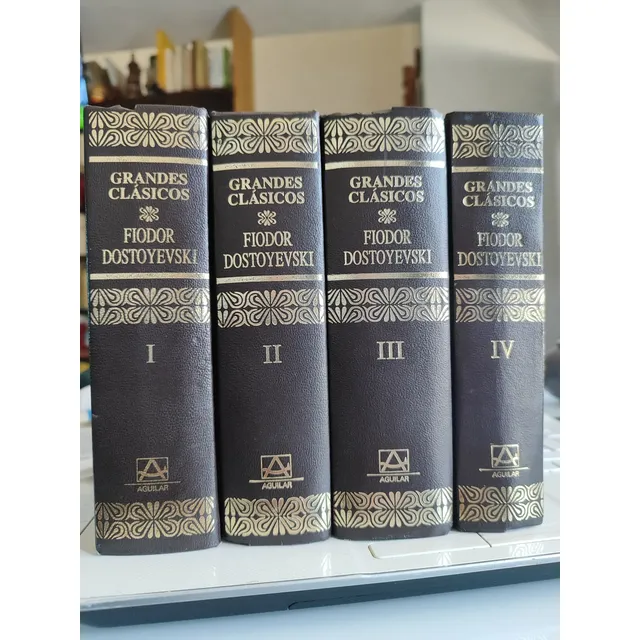 GRANDES
CLÁSICOS
FIODOR
DOSTOYEVSKI
I
AGUILAR
GRANDES
CLÁSICOS
FIODOR
DOSTOYEVSKI
II
AGUILAR
GRANDES
CLÁSICOS
FIODOR
DOSTOYEVSKI
III
AGUILAR
GRANDES
CLÁSICOS
FIODOR
DOSTOYEVSKI
IV
AGUILAR